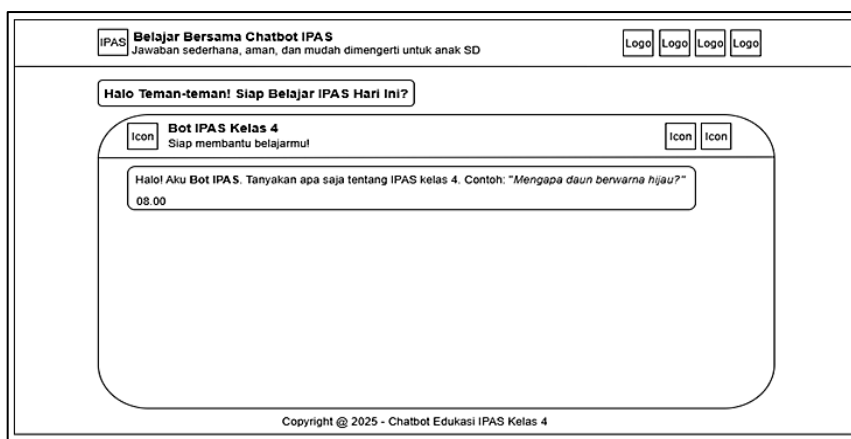 IPAS
Belajar Bersama Chatbot IPAS
Jawaban sederhana, aman, dan mudah dimengerti untuk anak SD
Logo Logo Logo Logo
Halo Teman-teman! Siap Belajar IPAS Hari Ini?
Icon
Bot IPAS Kelas 4
Siap membantu belajarmu!
Icon Icon
Halo! Aku Bot IPAS. Tanyakan apa saja tentang IPAS kelas 4. Contoh: "Mengapa daun berwarna hijau?"
08.00
Copyright @ 2025 - Chatbot Edukasi IPAS Kelas 4